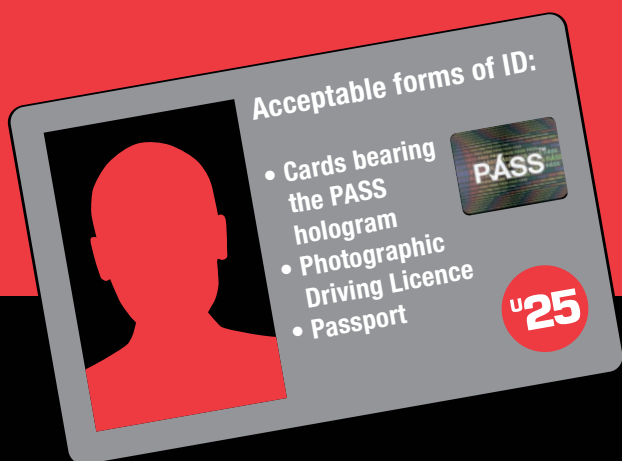 Acceptable forms of ID:
• Cards bearing
the PASS
hologram
• Photographic
Driving Licence
• Passport
PASS
U25